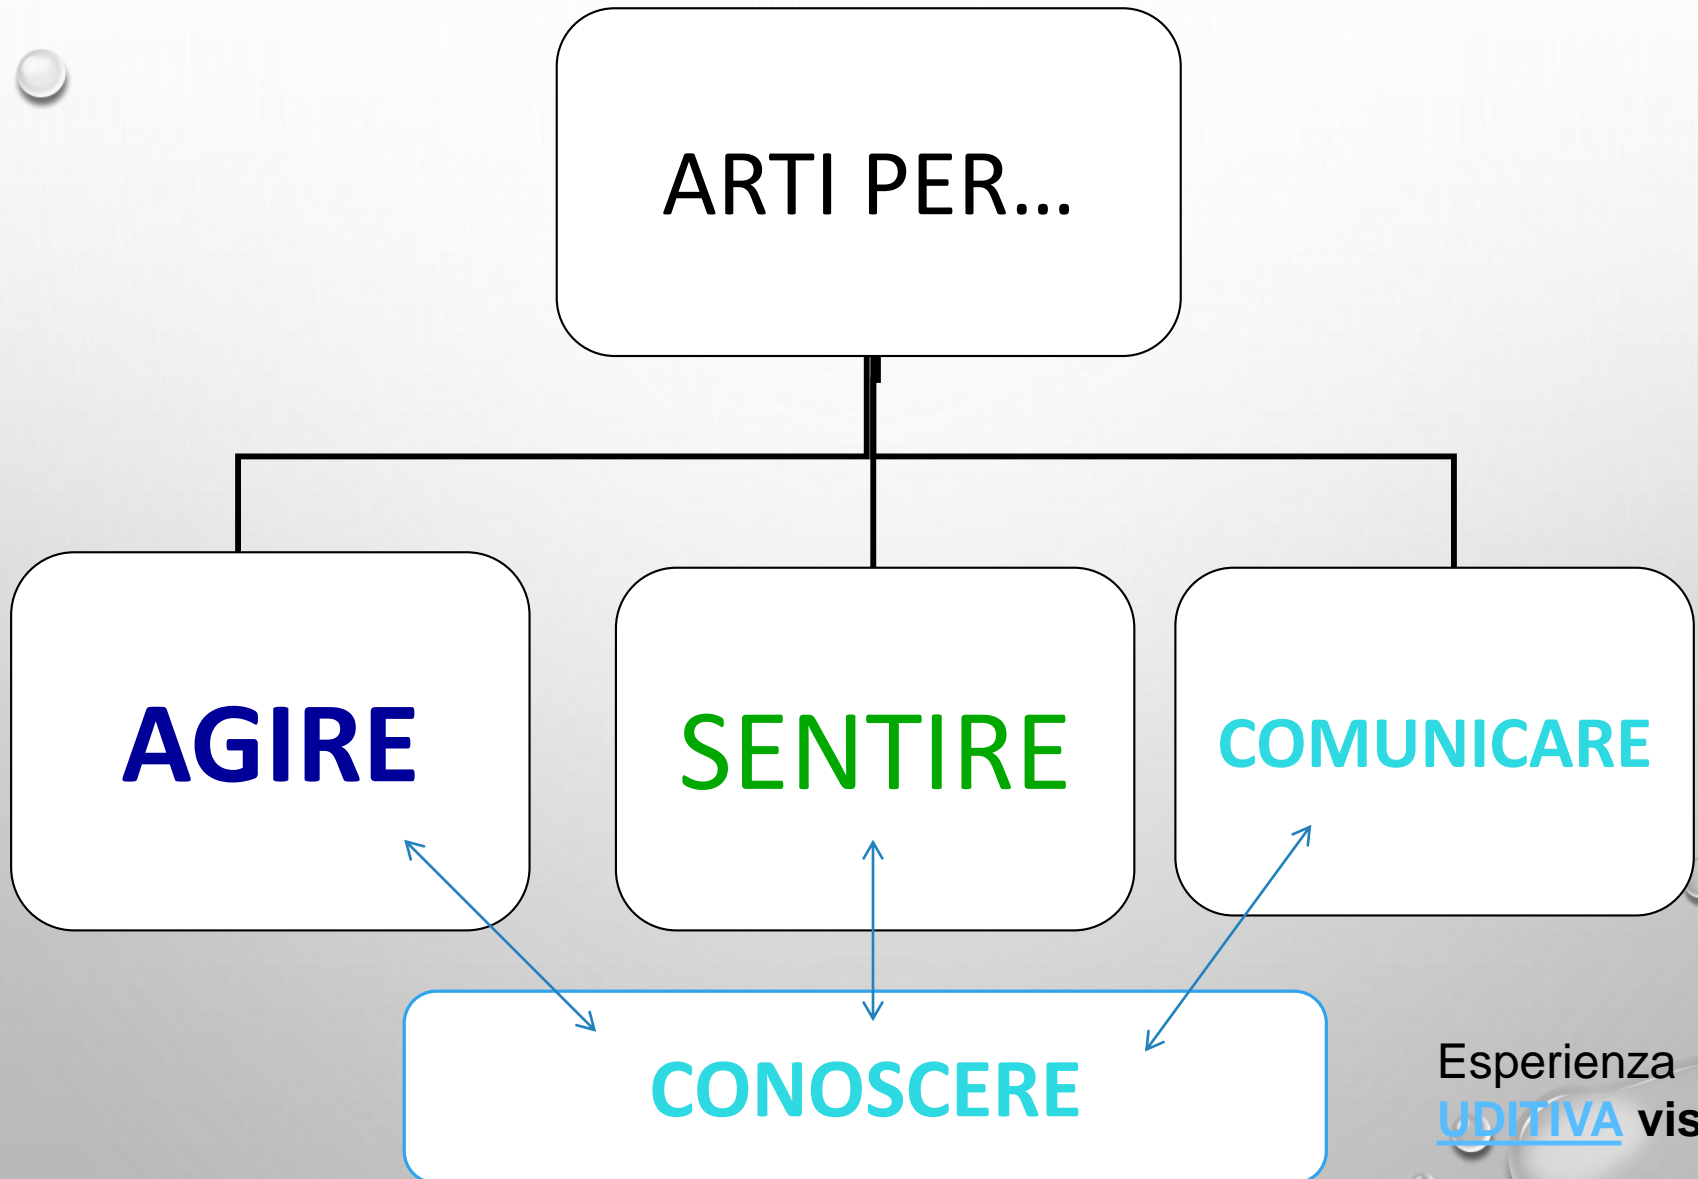 ARTI PER...
AGIRE
SENTIRE
COMUNICARE
CONOSCERE
Esperienza
UDITIVA